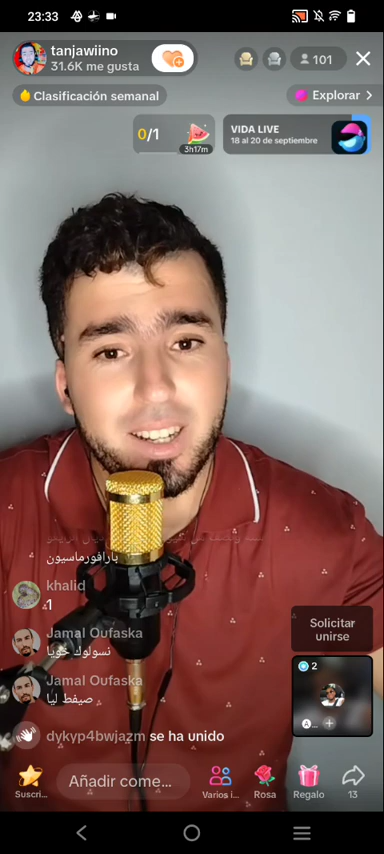 23:33
tanjawiino
31.6K me gusta
101
Clasificación semanal
Explorar
0/1
3h17m
VIDA LIVE
18 al 20 de septiembre
بارافورماسيون
khalid
1
Jamal Oufaska
نسولوك خويا
Jamal Oufaska
صيفط ليا
dykyp4bwjazm se ha unido
Solicitar
unirse
2
A...
Suscri...
Añadir come...
Varios i...
Rosa
Regalo
13